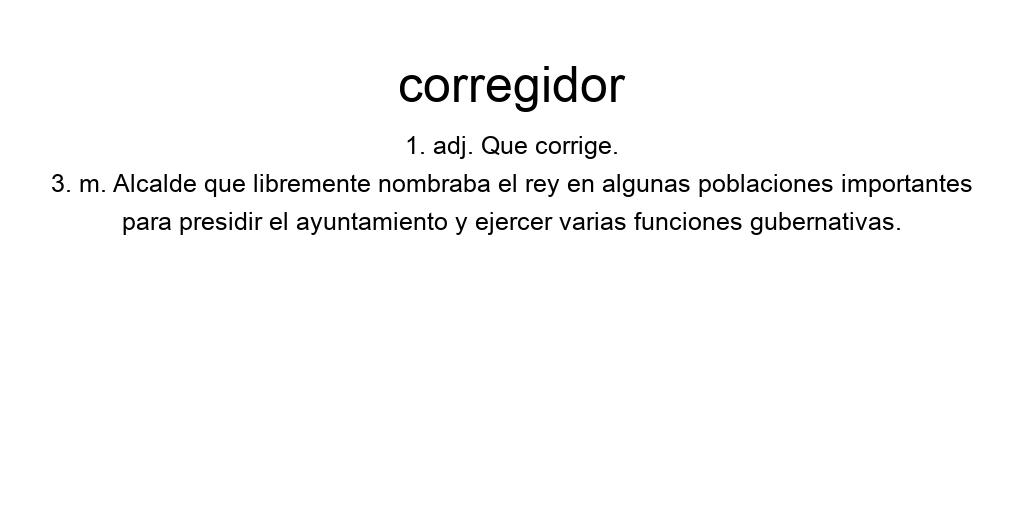 corregidor
1. adj. Que corrige.
3. m. Alcalde que libremente nombraba el rey en algunas poblaciones importantes
para presidir el ayuntamiento y ejercer varias funciones gubernativas.